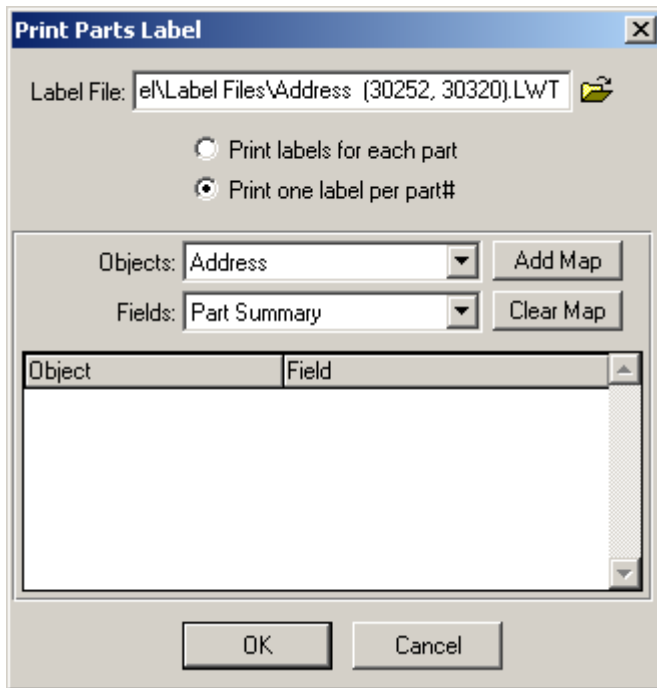 Print Parts Label
Label File: el\Label Files\Address  (30252, 30320).LWT
Print labels for each part
Print one label per part#
Objects: Address Add Map
Fields: Part Summary Clear Map
Object Field
OK Cancel